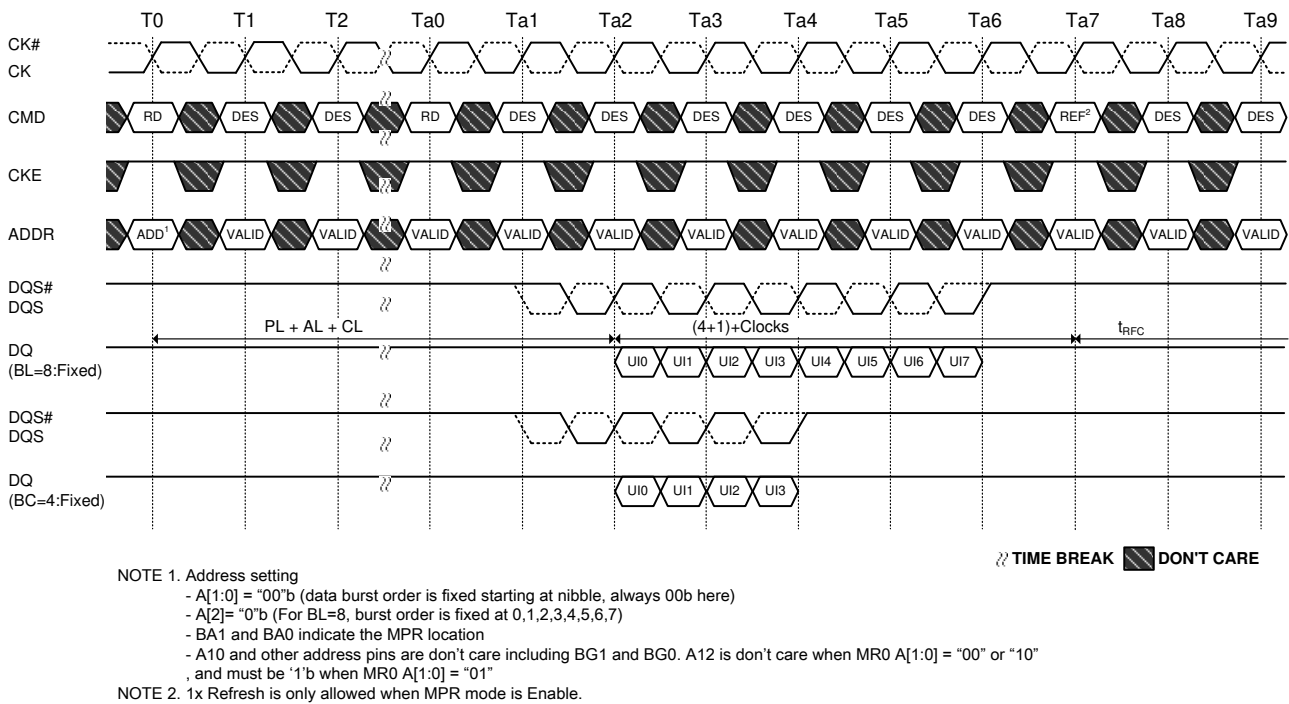 T0 T1 T2 Ta0 Ta1 Ta2 Ta3 Ta4 Ta5 Ta6 Ta7 Ta8 Ta9
CK#
CK
CMD RD DES DES RD DES DES DES DES DES DES REF2 DES DES
CKE
ADDR ADD1 VALID VALID VALID VALID VALID VALID VALID VALID VALID VALID VALID VALID
DQS#
DQS
PL + AL + CL (4+1)+Clocks tRFC
DQ
(BL=8:Fixed) UI0 UI1 UI2 UI3 UI4 UI5 UI6 UI7
DQS#
DQS
DQ
(BC=4:Fixed) UI0 UI1 UI2 UI3
TIME BREAK DON'T CARE
NOTE 1. Address setting
- A[1:0] = “00”b (data burst order is fixed starting at nibble, always 00b here)
- A[2]= “0”b (For BL=8, burst order is fixed at 0,1,2,3,4,5,6,7)
- BA1 and BA0 indicate the MPR location
- A10 and other address pins are don’t care including BG1 and BG0. A12 is don’t care when MR0 A[1:0] = “00” or “10”
, and must be ‘1’b when MR0 A[1:0] = “01”
NOTE 2. 1x Refresh is only allowed when MPR mode is Enable.